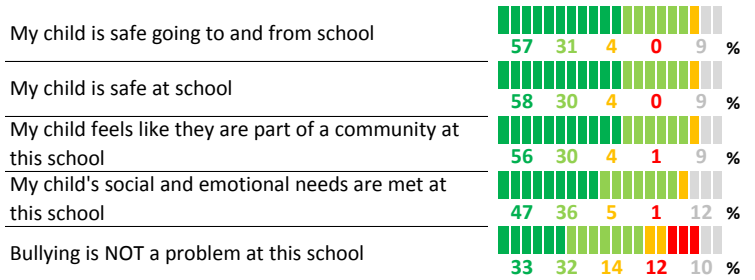 My child is safe going to and from school
57 31 4 0 9 %
My child is safe at school
58 30 4 0 9 %
My child feels like they are part of a community at
this school
56 30 4 1 9 %
My child's social and emotional needs are met at
this school
47 36 5 1 12 %
Bullying is NOT a problem at this school
33 32 14 12 10 %